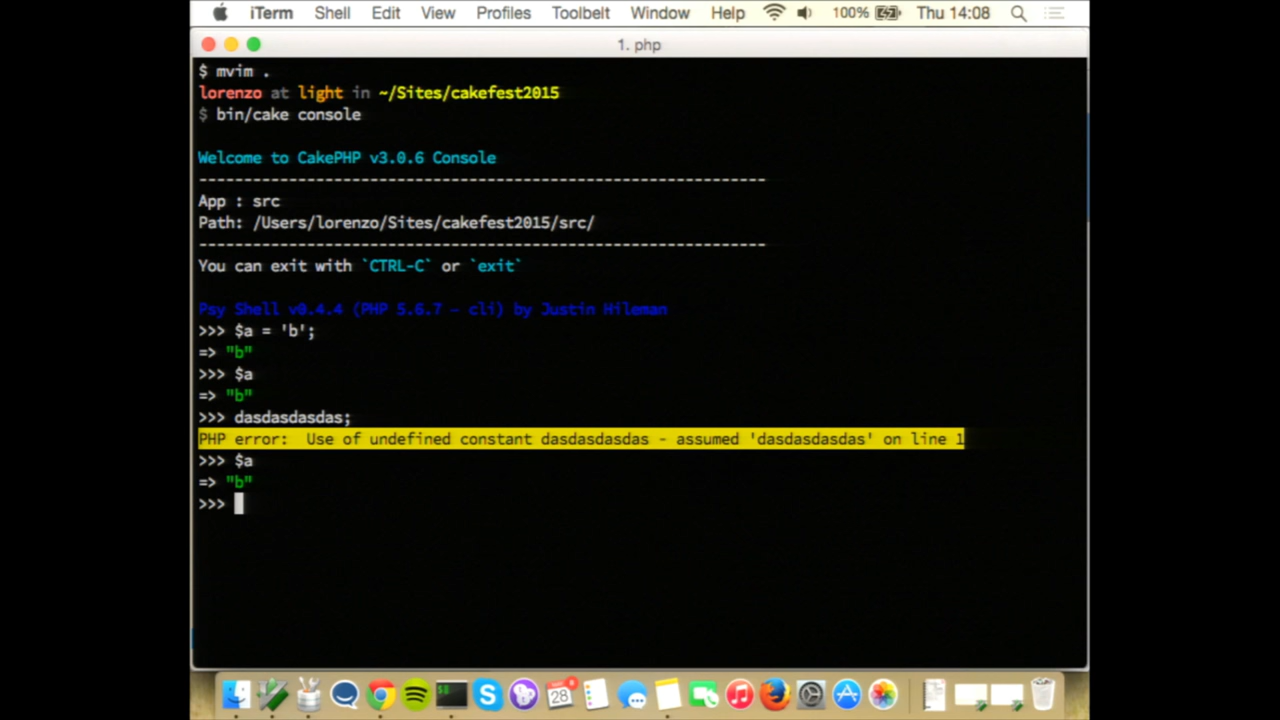 iTerm Shell Edit View Profiles Toolbelt Window Help 100% Thu 14:08
1. php
$ mvim .
lorenzo at light in ~/Sites/cakefest2015
$ bin/cake console
Welcome to CakePHP v3.0.6 Console
---------------------------------------------------------------
App : src
Path: /Users/lorenzo/Sites/cakefest2015/src/
---------------------------------------------------------------
You can exit with `CTRL-C` or `exit`
Psy Shell v0.4.4 (PHP 5.6.7 — cli) by Justin Hileman
>>> $a = 'b';
=> "b"
>>> $a
=> "b"
>>> dasdasdasdas;
PHP error:  Use of undefined constant dasdasdasdas - assumed 'dasdasdasdas' on line 1
>>> $a
=> "b"
>>>
28